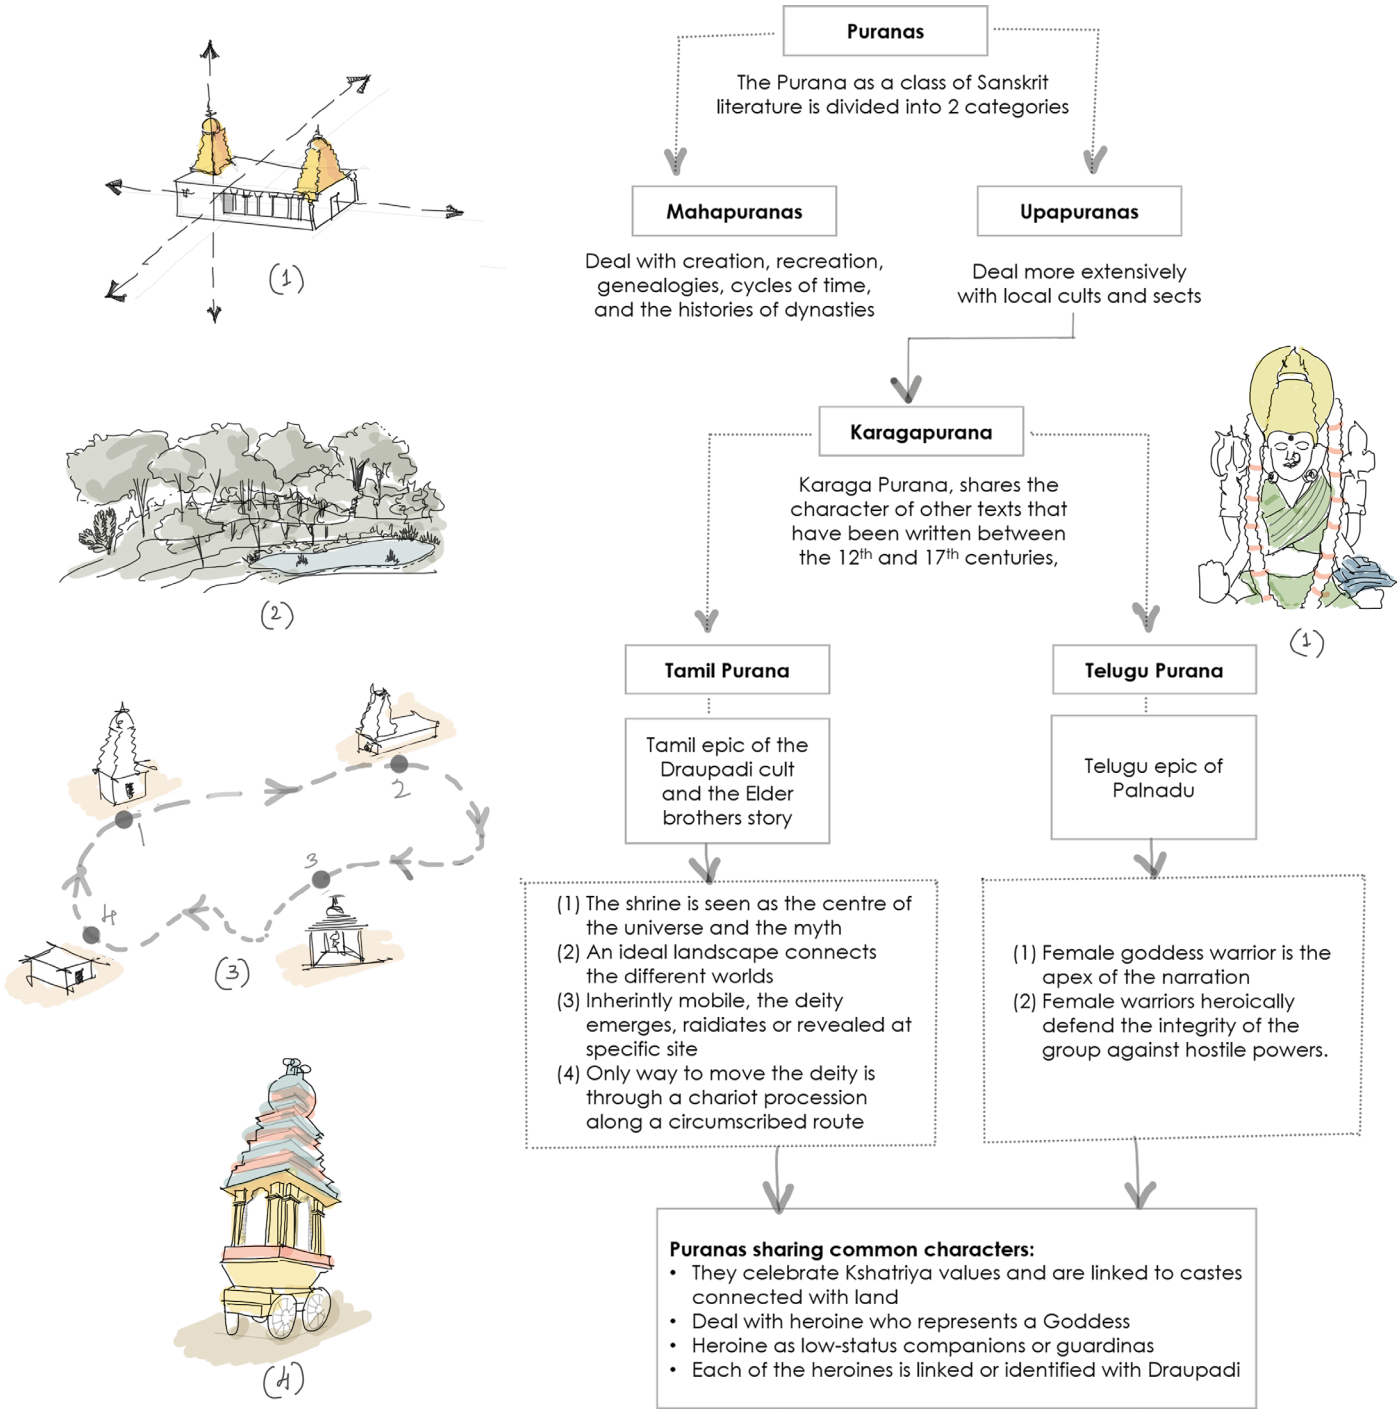 Puranas
The Purana as a class of Sanskrit
literature is divided into 2 categories
Mahapuranas
Deal with creation, recreation,
genealogies, cycles of time,
and the histories of dynasties
Upapuranas
Deal more extensively
with local cults and sects
Karagapurana
Karaga Purana, shares the
character of other texts that
have been written between
the 12th and 17th centuries,
Tamil Purana
Tamil epic of the
Draupadi cult
and the Elder
brothers story
Telugu Purana
Telugu epic of
Palnadu
(1) The shrine is seen as the centre of
the universe and the myth
(2) An ideal landscape connects
the different worlds
(3) Inherintly mobile, the deity
emerges, raidiates or revealed at
specific site
(4) Only way to move the deity is
through a chariot procession
along a circumscribed route
(1) Female goddess warrior is the
apex of the narration
(2) Female warriors heroically
defend the integrity of the
group against hostile powers.
Puranas sharing common characters:
• They celebrate Kshatriya values and are linked to castes
connected with land
• Deal with heroine who represents a Goddess
• Heroine as low-status companions or guardinas
• Each of the heroines is linked or identified with Draupadi
(1)
(2)
1
2
3
4
(3)
(4)
(1)